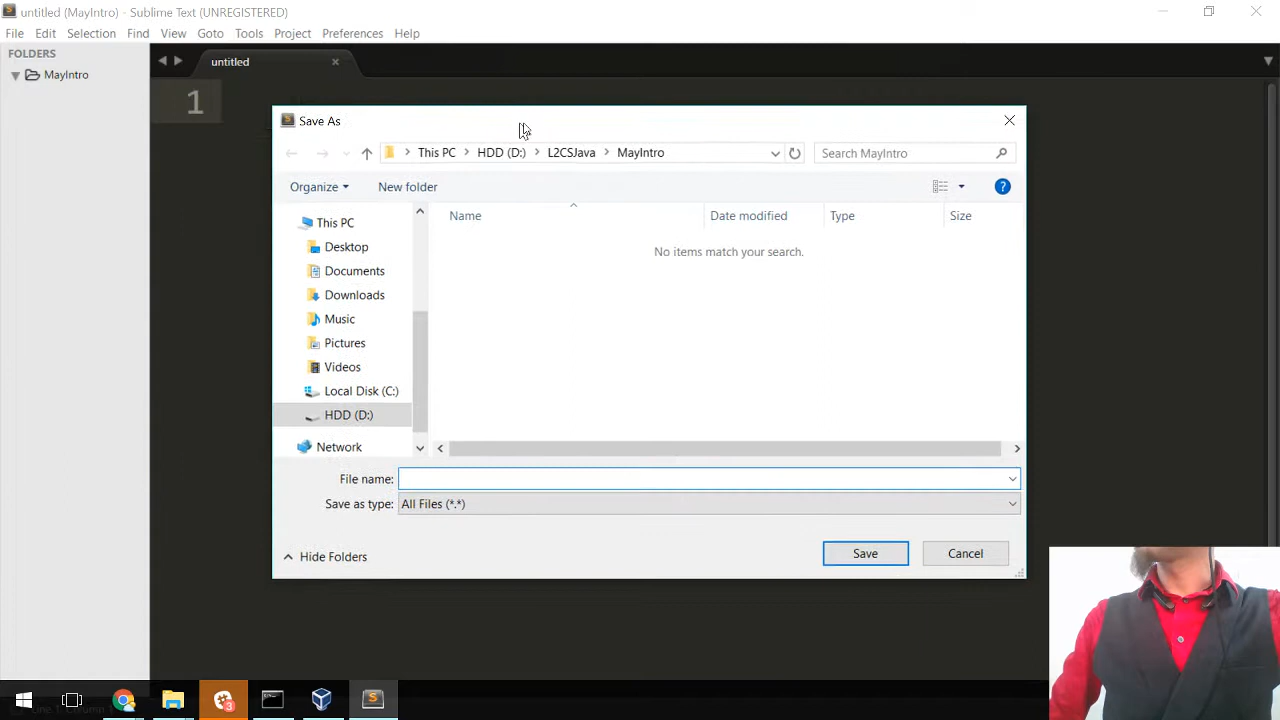 untitled (MayIntro) - Sublime Text (UNREGISTERED)
File Edit Selection Find View Goto Tools Project Preferences Help
FOLDERS
MayIntro
untitled
1
Save As
This PC HDD (D:) L2CSJava MayIntro
Search MayIntro
Organize New folder
?
Name Date modified Type Size
No items match your search.
This PC
Desktop
Documents
Downloads
Music
Pictures
Videos
Local Disk (C:)
HDD (D:)
Network
File name:
Save as type: All Files (*.*)
Hide Folders
Save Cancel
3